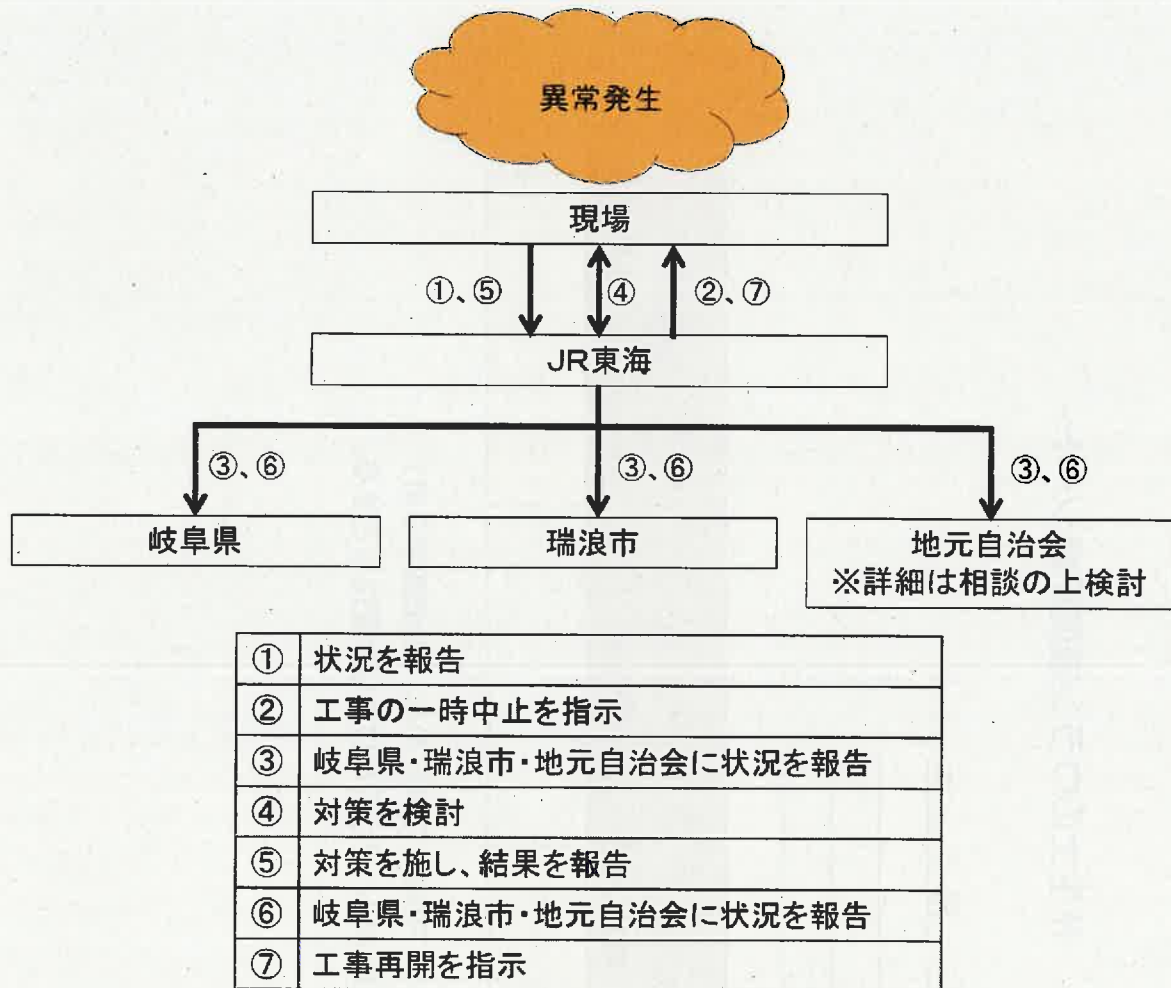 異常発生
現場
①、⑤
④
②、⑦
JR東海
③、⑥
③、⑥
③、⑥
岐阜県
瑞浪市
地元自治会
※詳細は相談の上検討
① 状況を報告
② 工事の一時中止を指示
③ 岐阜県・瑞浪市・地元自治会に状況を報告
④ 対策を検討
⑤ 対策を施し、結果を報告
⑥ 岐阜県・瑞浪市・地元自治会に状況を報告
⑦ 工事再開を指示